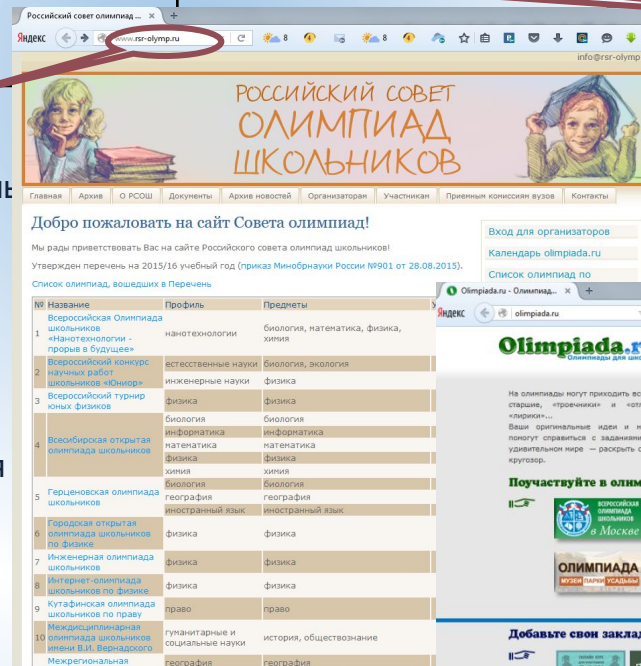 Российский совет олимпиад ...
Яндекс www.rsr-olymp.ru 8 8
info@rsr-olymp
РОССИЙСКИЙ СОВЕТ
ОЛИМПИАД
ШКОЛЬНИКОВ
Главная Архив О РСОШ Документы Архив новостей Организаторам Участникам Приемным комиссиям вузов Контакты
Добро пожаловать на сайт Совета олимпиад!
Мы рады приветствовать Вас на сайте Российского совета олимпиад школьников!
Утвержден перечень на 2015/16 учебный год (приказ Минобрнауки России №901 от 28.08.2015).
Список олимпиад, вошедших в Перечень
Вход для организаторов
Календарь olimpiada.ru
Список олимпиад по
№ Название Профиль Предметы
1 Всероссийская Олимпиада
школьников
«Нанотехнологии -
прорыв в будущее»
нанотехнологии
биология, математика, физика,
химия
2 Всероссийский конкурс
научных работ
школьников «Юниор»
естесственные науки биология, экология
инженерные науки физика
3 Всероссийский турнир
юных физиков
физика физика
4 Всесибирская открытая
олимпиада школьников
биология биология
информатика информатика
математика математика
физика физика
химия химия
5 Герценовская олимпиада
школьников
биология биология
география география
иностранный язык иностранный язык
6 Городская открытая
олимпиада школьников
по физике
физика физика
7 Инженерная олимпиада
школьников
физика физика
8 Интернет-олимпиада
школьников по физике
физика физика
9 Кутафинская олимпиада
школьников по праву
право право
10 Междисциплинарная
олимпиада школьников
имени В.И. Вернадского
гуманитарные и
социальные науки
история, обществознание
Межрегиональная
география география
Olimpiada.ru - Олимпиад...
Яндекс olimpiada.ru
Olimpiada.r
Олимпиады для шк
На олимпиады могут приходить вс
старшие, «троечники» и «отл
«лирики»...
Ваши оригинальные идеи и н
помогут справиться с заданиями
удивительном мире — раскрыть с
кругозор.
Поучаствуйте в олим
ВСЕРОССИЙСКАЯ
ОЛИМПИАДА
ШКОЛЬНИКОВ
в Москве
ОЛИМПИАДА
МУЗЕИ ПАРКИ УСАДЬБЫ
Добавьте свои заклад